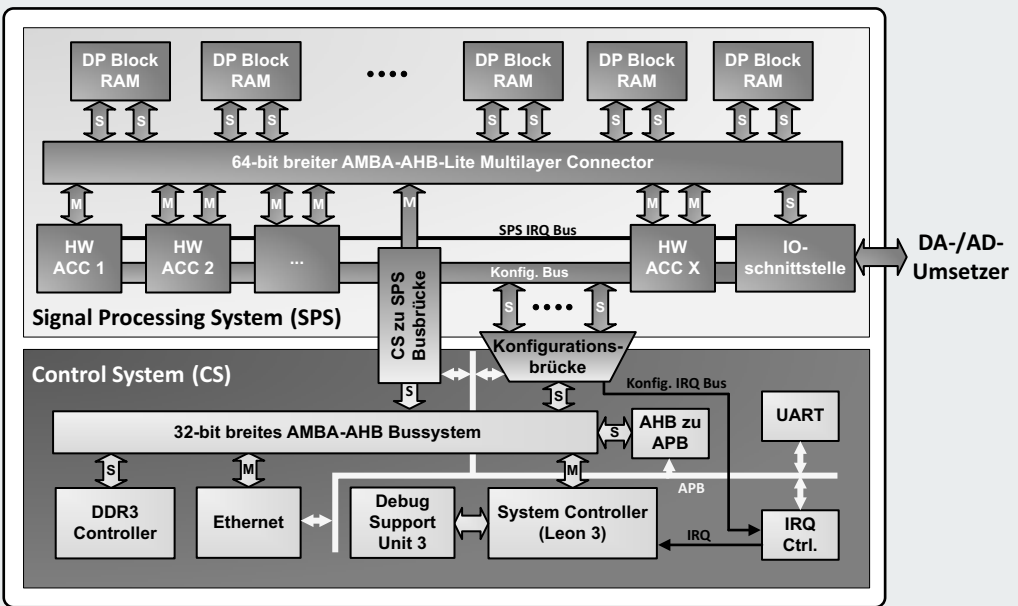 DP Block
RAM
DP Block
RAM
DP Block
RAM
DP Block
RAM
DP Block
RAM
S
S
S
S
S
S
S
S
S
S
64-bit breiter AMBA-AHB-Lite Multilayer Connector
M
M
M
M
M
M
M
M
S
HW
ACC 1
HW
ACC 2
...
SPS IRQ Bus
HW
ACC X
IO-
schnittstelle
DA-/AD-
Umsetzer
Konfig. Bus
CS zu SPS
Busbrücke
S
S
Signal Processing System (SPS)
Konfigurations-
brücke
Control System (CS)
Konfig. IRQ Bus
S
S
32-bit breites AMBA-AHB Bussystem
S
AHB zu
APB
UART
S
M
M
APB
DDR3
Controller
Ethernet
Debug
Support
Unit 3
System Controller
(Leon 3)
IRQ
IRQ
Ctrl.